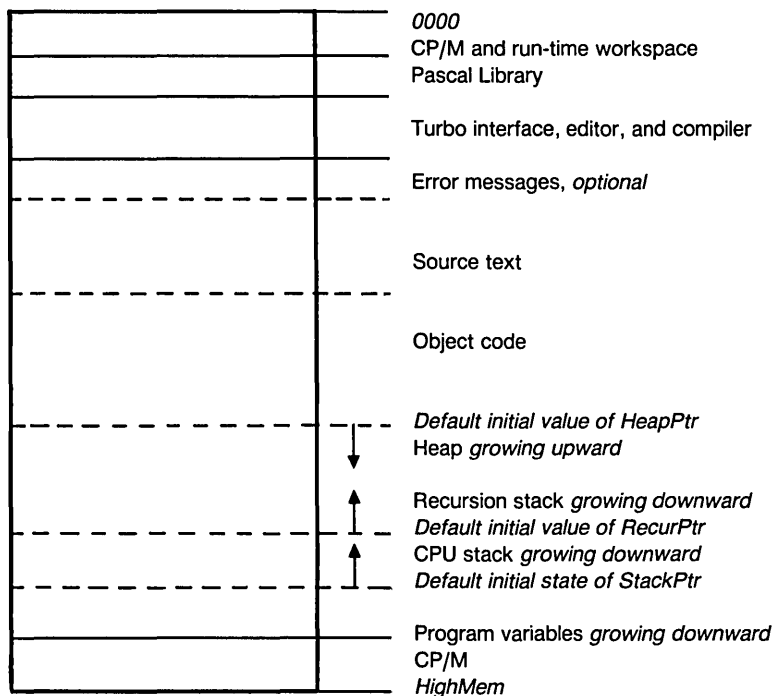 0000
CP/M and run-time workspace
Pascal Library
Turbo interface, editor, and compiler
Error messages, optional
Source text
Object code
Default initial value of HeapPtr
Heap growing upward
Recursion stack growing downward
Default initial value of RecurPtr
CPU stack growing downward
Default initial state of StackPtr
Program variables growing downward
CP/M
HighMem